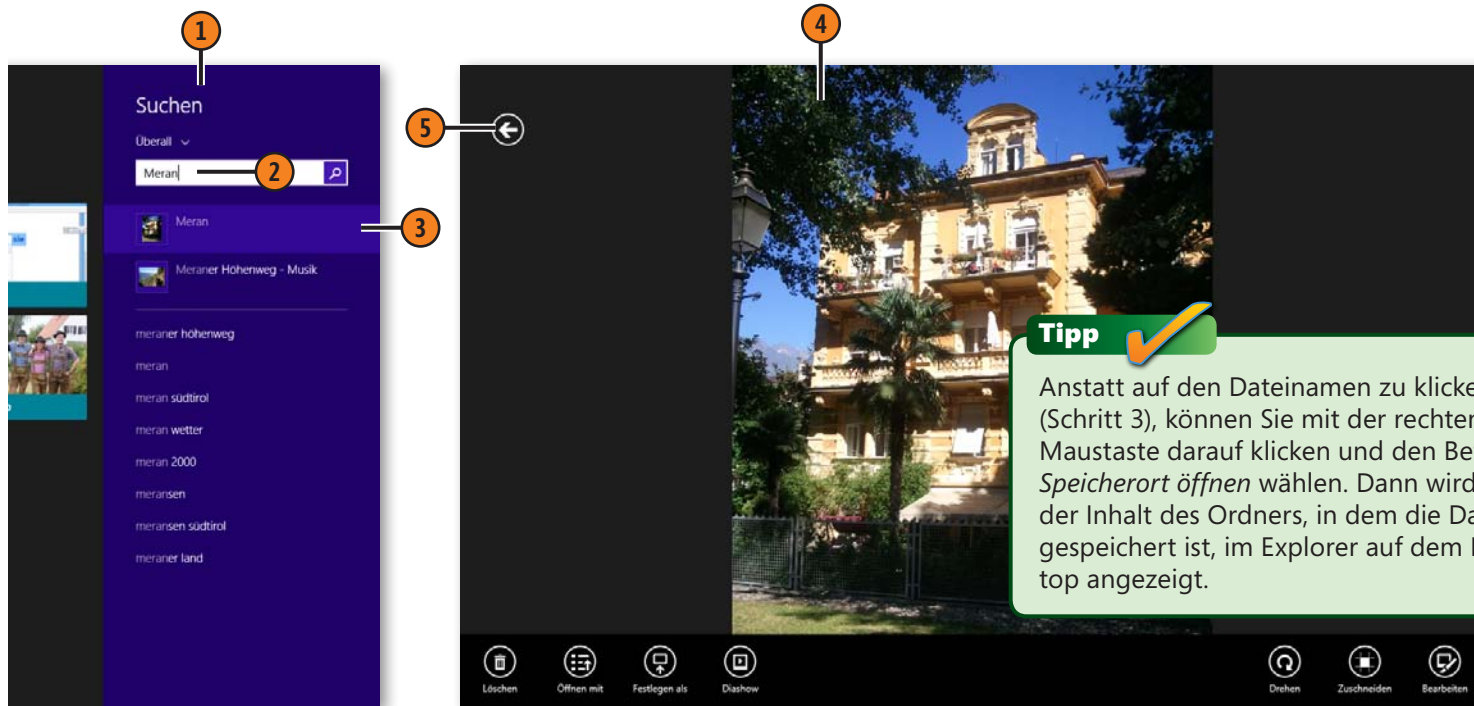 1
4
Suchen
Überall
5
Meran
2
Meran
3
Meraner Höhenweg - Musik
meraner höhenweg
meran
meran südtirol
meran wetter
meran 2000
meransen
meransen südtirol
meraner land
Tipp
Anstatt auf den Dateinamen zu klicke
(Schritt 3), können Sie mit der rechten
Maustaste darauf klicken und den Be
Speicherort öffnen wählen. Dann wird
der Inhalt des Ordners, in dem die Da
gespeichert ist, im Explorer auf dem
top angezeigt.
Löschen
Öffnen mit
Festlegen als
Diashow
Drehen
Zuschneiden
Bearbeiten